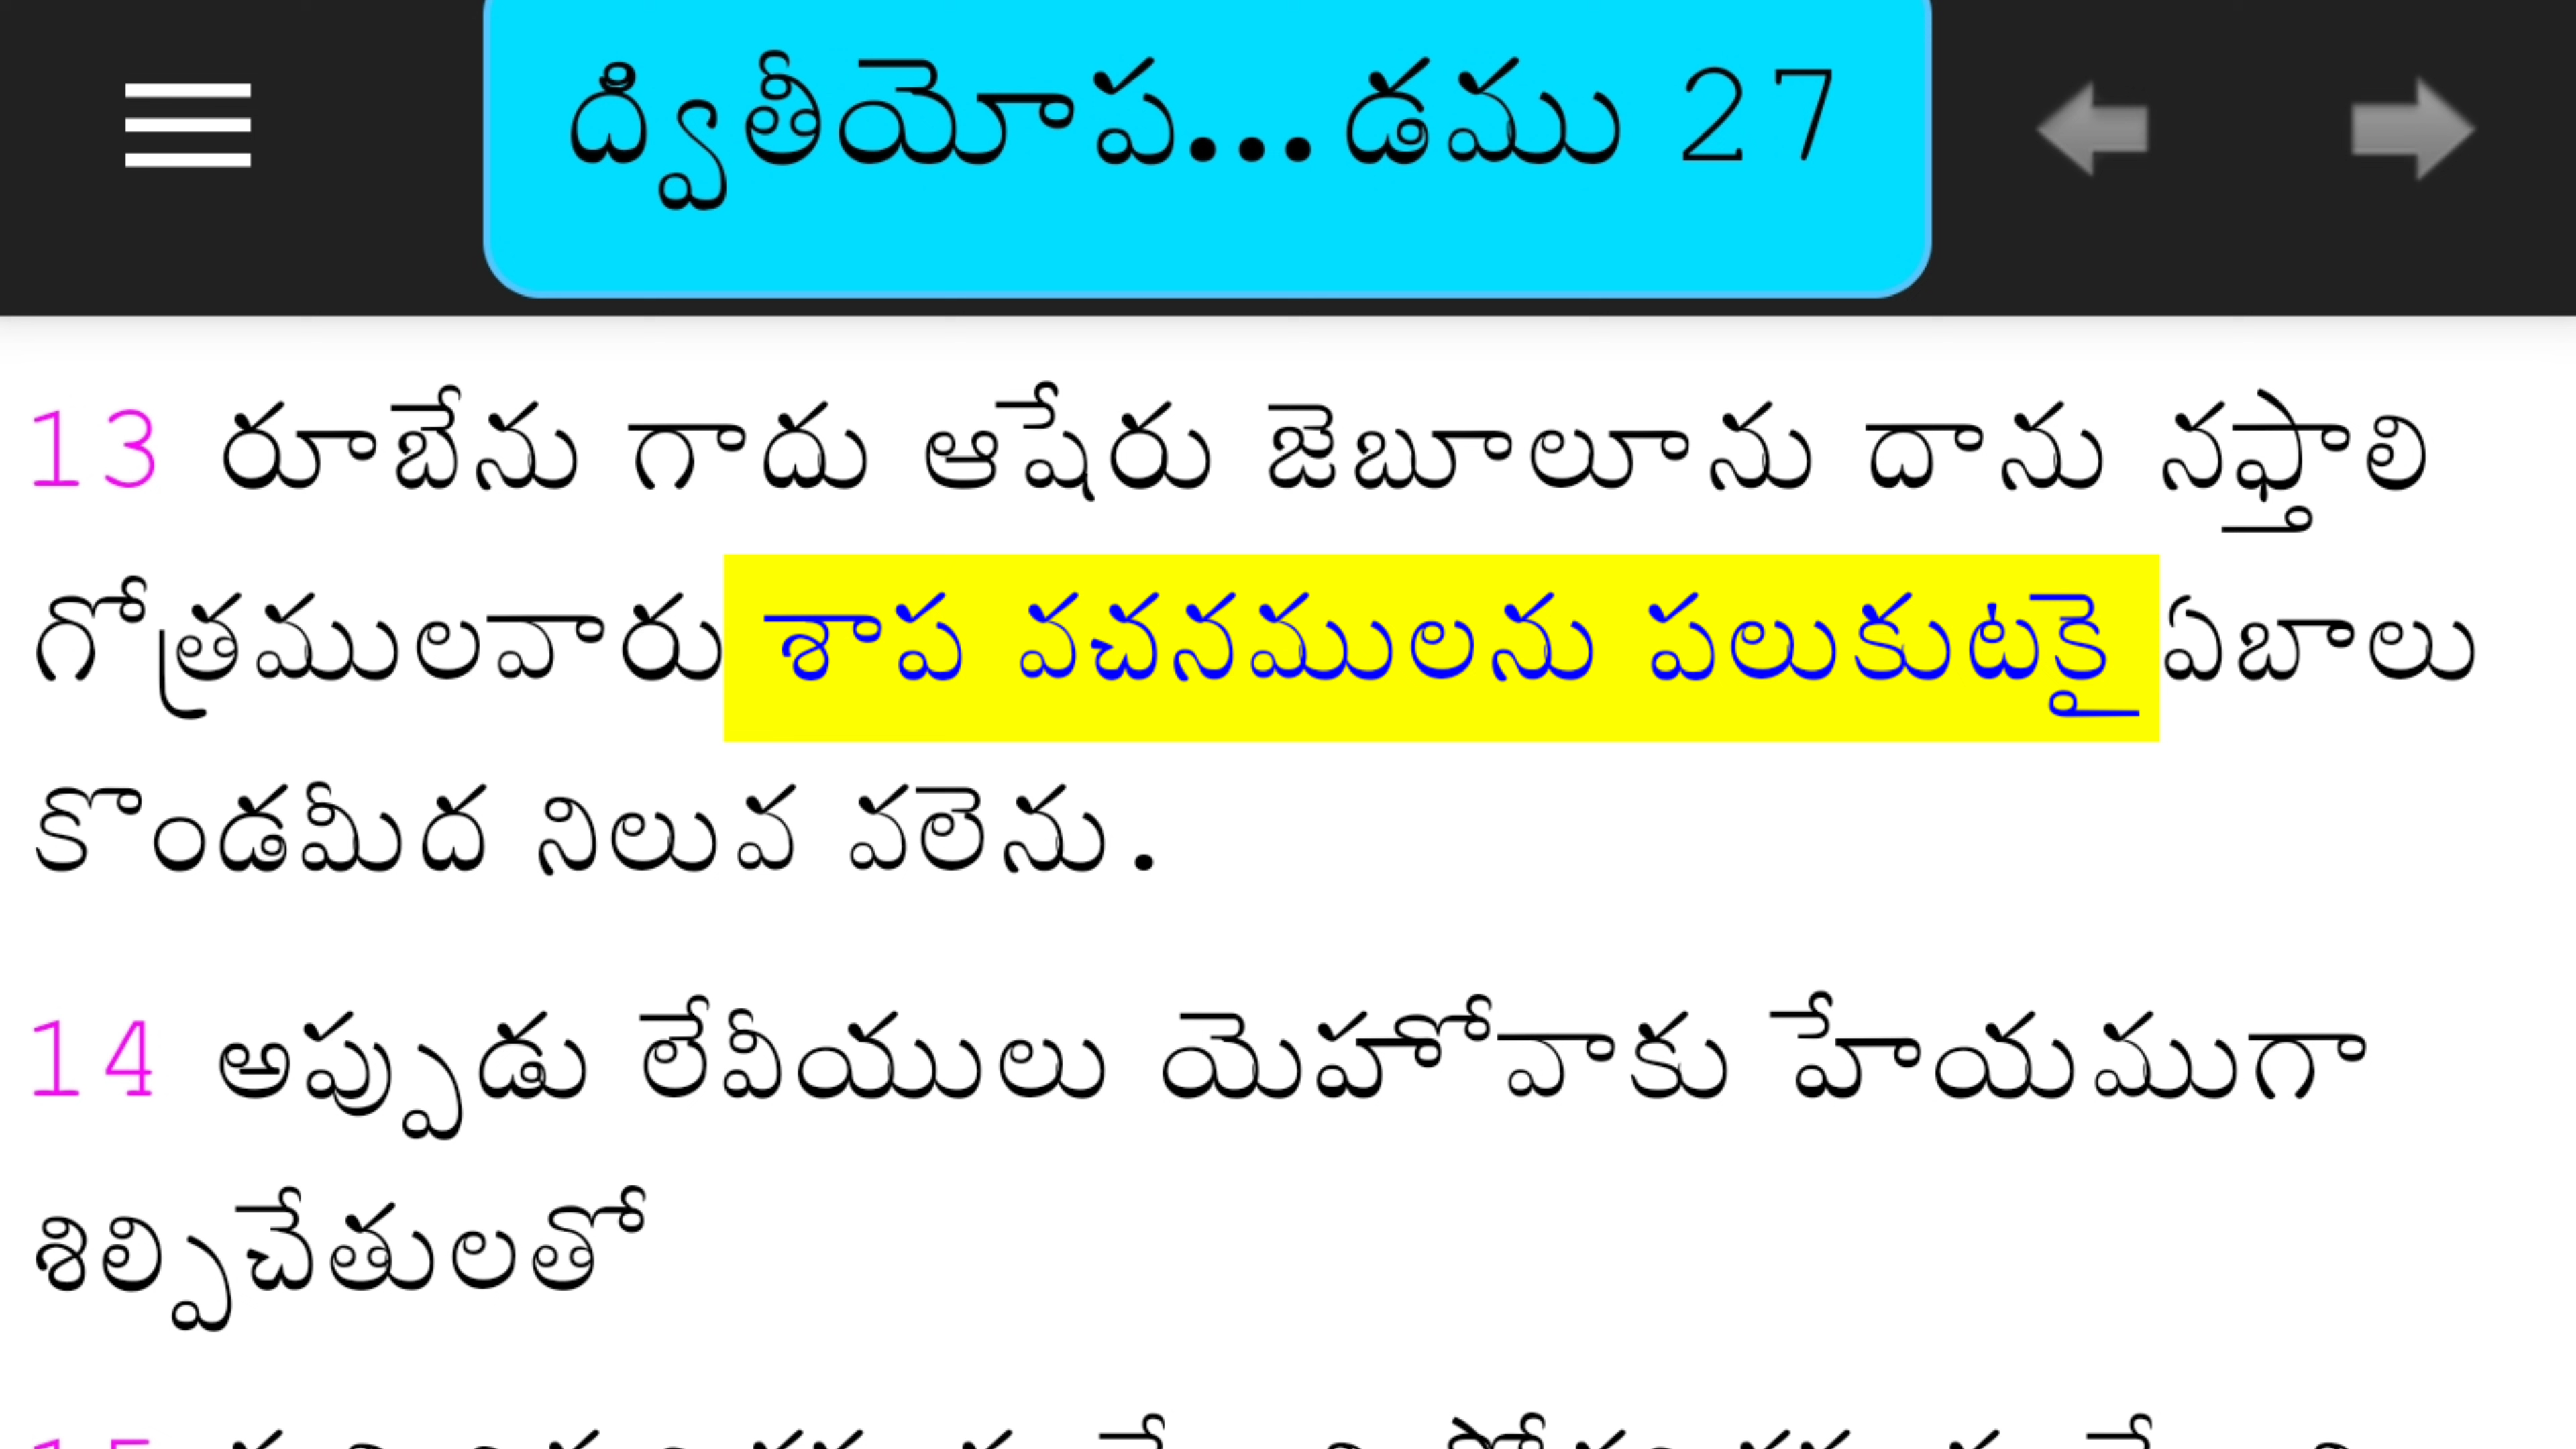 ద్వితీయోప...డము 27
13 రూబేను గాదు ఆషేరు జెబూలూను దాను నఫ్తాలి
గోత్రములవారు శాప వచనములను పలుకుటకై ఏబాలు
కొండమీద నిలువ వలెను.
14 అప్పుడు లేవీయులు యెహోవాకు హేయముగా
శిల్పిచేతులతో